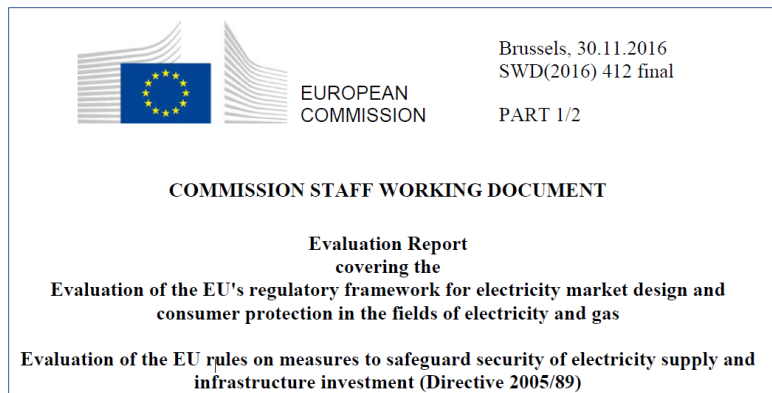 Brussels, 30.11.2016
SWD(2016) 412 final
EUROPEAN
COMMISSION
PART 1/2
COMMISSION STAFF WORKING DOCUMENT
Evaluation Report
covering the
Evaluation of the EU's regulatory framework for electricity market design and
consumer protection in the fields of electricity and gas
Evaluation of the EU rules on measures to safeguard security of electricity supply and
infrastructure investment (Directive 2005/89)